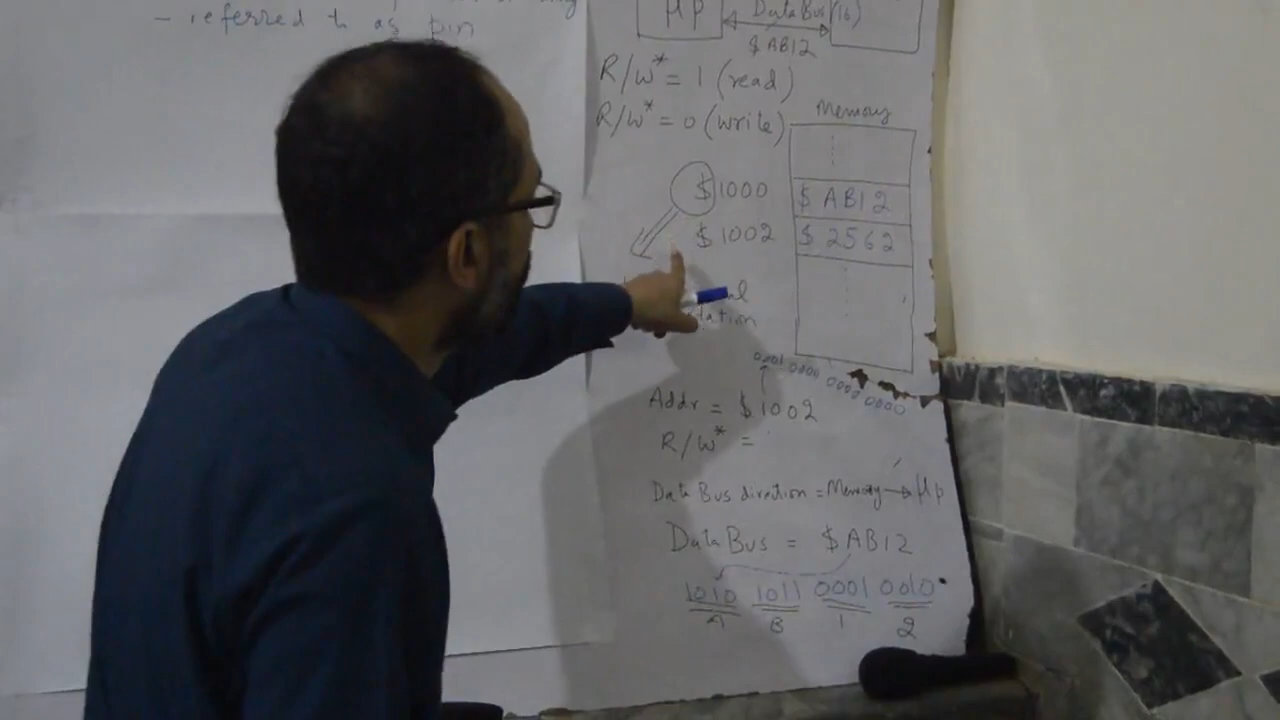 - referred to as pin
μP
Data Bus (16)
$ AB12
R/W* = 1 (read)
R/W* = 0 (write)
Memory
$ 1000
$ AB12
$ 1002
$ 2562
0001 0000 0000 0000
Addr = $ 1002
R/W* =
Data Bus direction = Memory → μP
Data Bus = $ AB12
1010 1011 0001 0010
A B 1 2